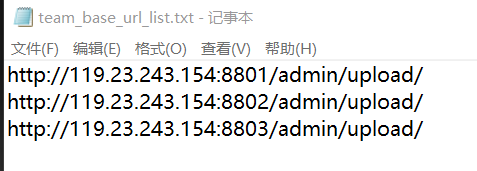 team_base_url_list.txt - 记事本
文件(F) 编辑(E) 格式(O) 查看(V) 帮助(H)
http://119.23.243.154:8801/admin/upload/
http://119.23.243.154:8802/admin/upload/
http://119.23.243.154:8803/admin/upload/